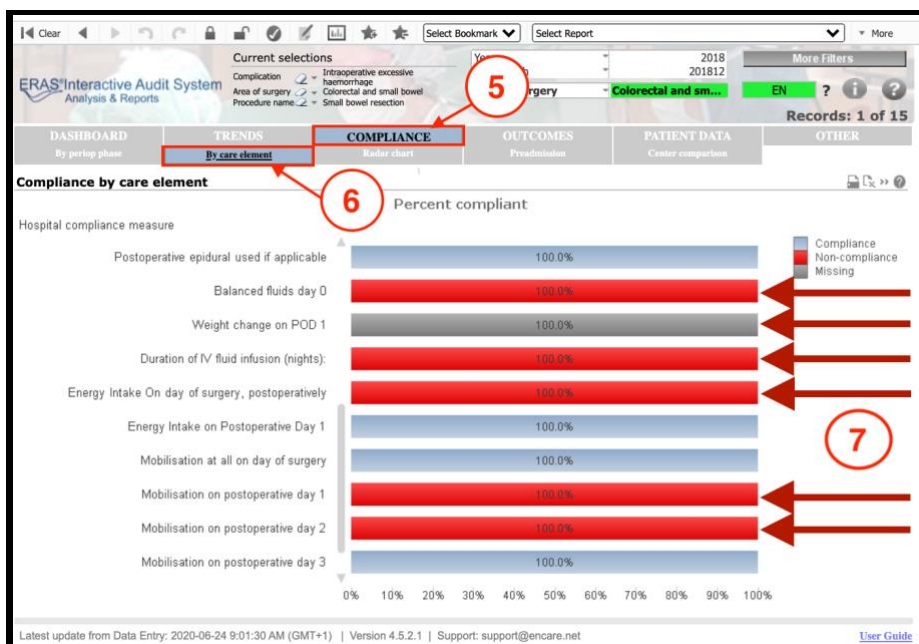 Clear Select Bookmark Select Report More
Current selections
Complication Intraoperative excessive haemorrhage
Area of surgery Colorectal and small bowel
Procedure name Small bowel resection
ERAS®Interactive Audit System
Analysis & Reports
2018
201812
Colorectal and sm...
More Filters
EN ?
Records: 1 of 15
5
DASHBOARD TRENDS COMPLIANCE OUTCOMES PATIENT DATA OTHER
By periop phase By care element Radar chart Preadmission Center comparison
6
Compliance by care element
Percent compliant
Hospital compliance measure
Compliance
Non-compliance
Missing
Postoperative epidural used if applicable 100.0%
Balanced fluids day 0 100.0%
Weight change on POD 1 100.0%
Duration of IV fluid infusion (nights): 100.0%
Energy Intake On day of surgery, postoperatively 100.0%
Energy Intake on Postoperative Day 1 100.0%
7
Mobilisation at all on day of surgery 100.0%
Mobilisation on postoperative day 1 100.0%
Mobilisation on postoperative day 2 100.0%
Mobilisation on postoperative day 3 100.0%
0% 10% 20% 30% 40% 50% 60% 70% 80% 90% 100%
Latest update from Data Entry: 2020-06-24 9:01:30 AM (GMT+1) | Version 4.5.2.1 | Support: support@encare.net User Guide